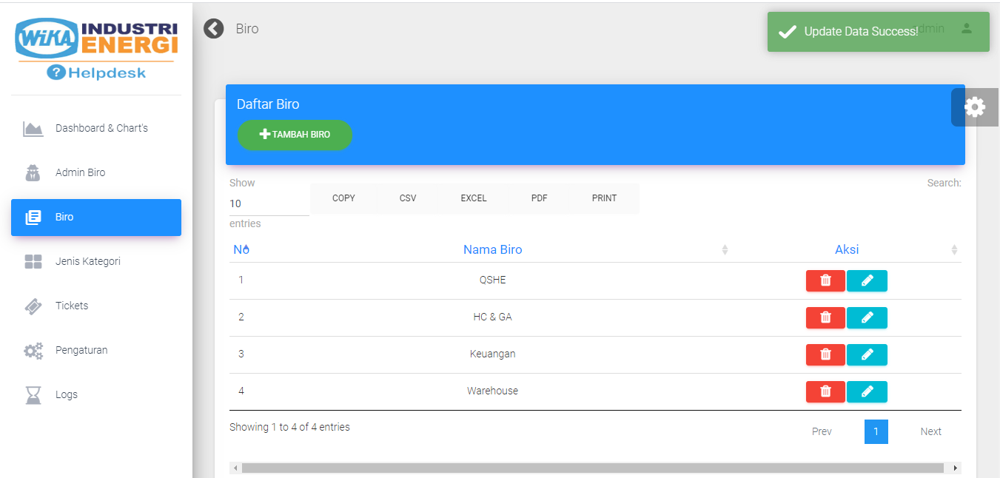 WiKA INDUSTRI
ENERGI
? Helpdesk
Dashboard & Chart's
Admin Biro
Biro
Jenis Kategori
Tickets
Pengaturan
Logs
Biro
Update Data Success!
admin
Daftar Biro
+ TAMBAH BIRO
Show
10
entries
COPY CSV EXCEL PDF PRINT
Search:
NO Nama Biro Aksi
1 QSHE
2 HC & GA
3 Keuangan
4 Warehouse
Showing 1 to 4 of 4 entries
Prev 1 Next